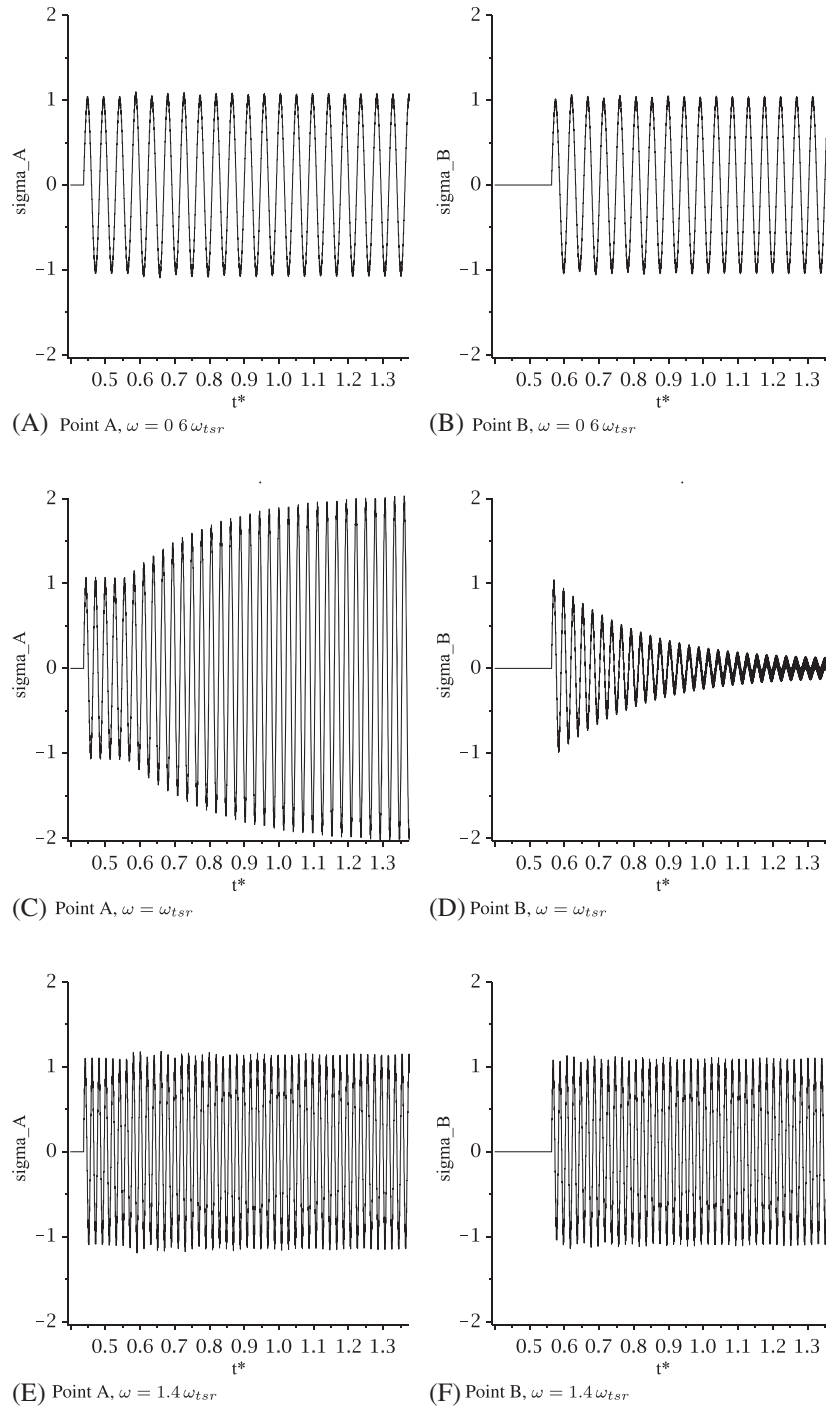 2
2
1
1
sigma_A
0
sigma_B
0
−1
−1
−2
−2
0.5 0.6 0.7 0.8 0.9 1.0 1.1 1.2 1.3
0.5 0.6 0.7 0.8 0.9 1.0 1.1 1.2 1.3
t*
t*
(A) Point A, ω = 0 6 ω_tsr
(B) Point B, ω = 0 6 ω_tsr
2
2
1
1
sigma_A
0
sigma_B
0
−1
−1
−2
−2
0.5 0.6 0.7 0.8 0.9 1.0 1.1 1.2 1.3
0.5 0.6 0.7 0.8 0.9 1.0 1.1 1.2 1.3
t*
t*
(C) Point A, ω = ω_tsr
(D) Point B, ω = ω_tsr
2
2
1
1
sigma_A
0
sigma_B
0
−1
−1
−2
−2
0.5 0.6 0.7 0.8 0.9 1.0 1.1 1.2 1.3
0.5 0.6 0.7 0.8 0.9 1.0 1.1 1.2 1.3
t*
t*
(E) Point A, ω = 1.4 ω_tsr
(F) Point B, ω = 1.4 ω_tsr